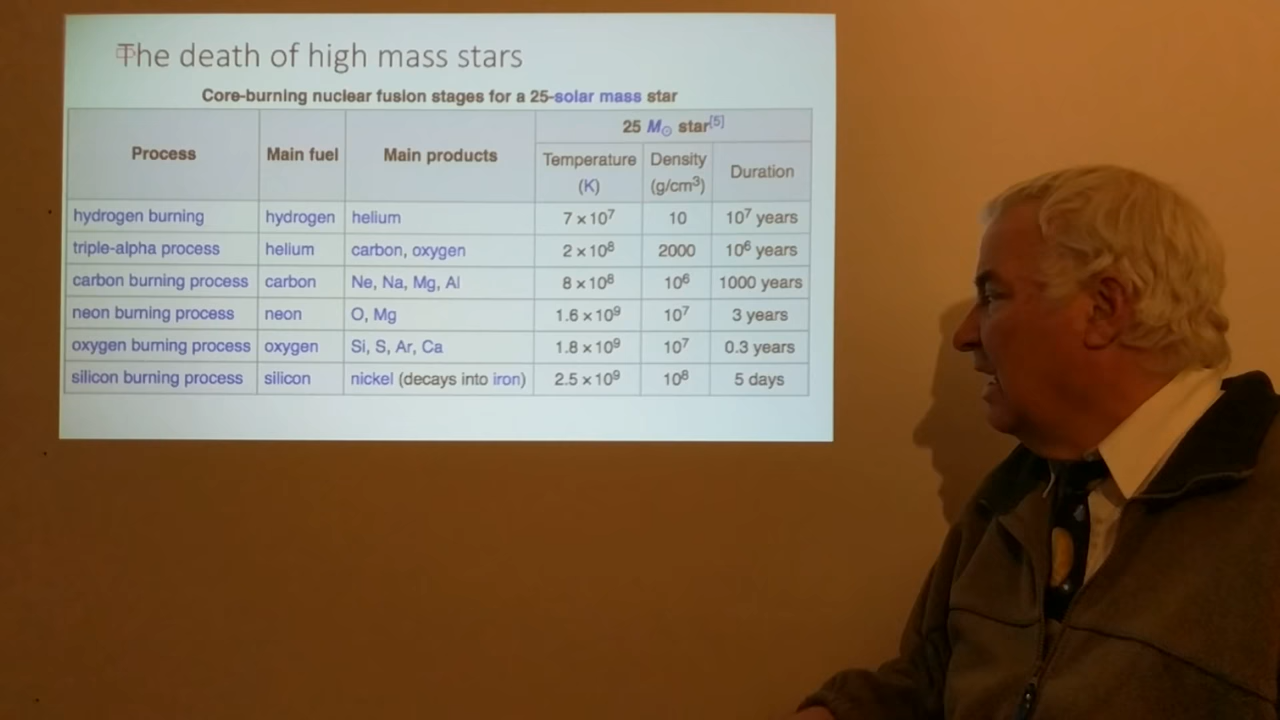 The death of high mass stars
Core-burning nuclear fusion stages for a 25-solar mass star
Process Main fuel Main products 25 M☉ star[5]
Temperature (K) Density (g/cm³) Duration
hydrogen burning hydrogen helium 7 × 10⁷ 10 10⁷ years
triple-alpha process helium carbon, oxygen 2 × 10⁸ 2000 10⁶ years
carbon burning process carbon Ne, Na, Mg, Al 8 × 10⁸ 10⁶ 1000 years
neon burning process neon O, Mg 1.6 × 10⁹ 10⁷ 3 years
oxygen burning process oxygen Si, S, Ar, Ca 1.8 × 10⁹ 10⁷ 0.3 years
silicon burning process silicon nickel (decays into iron) 2.5 × 10⁹ 10⁸ 5 days